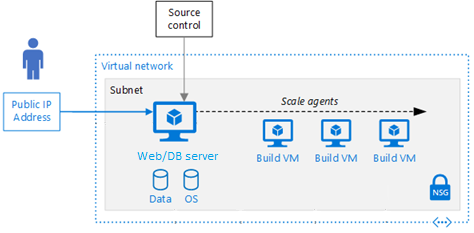 Source
control
Virtual network
Subnet
Public IP
Address
Scale agents
Web/DB server
Build VM
Build VM
Build VM
Data
OS
NSG